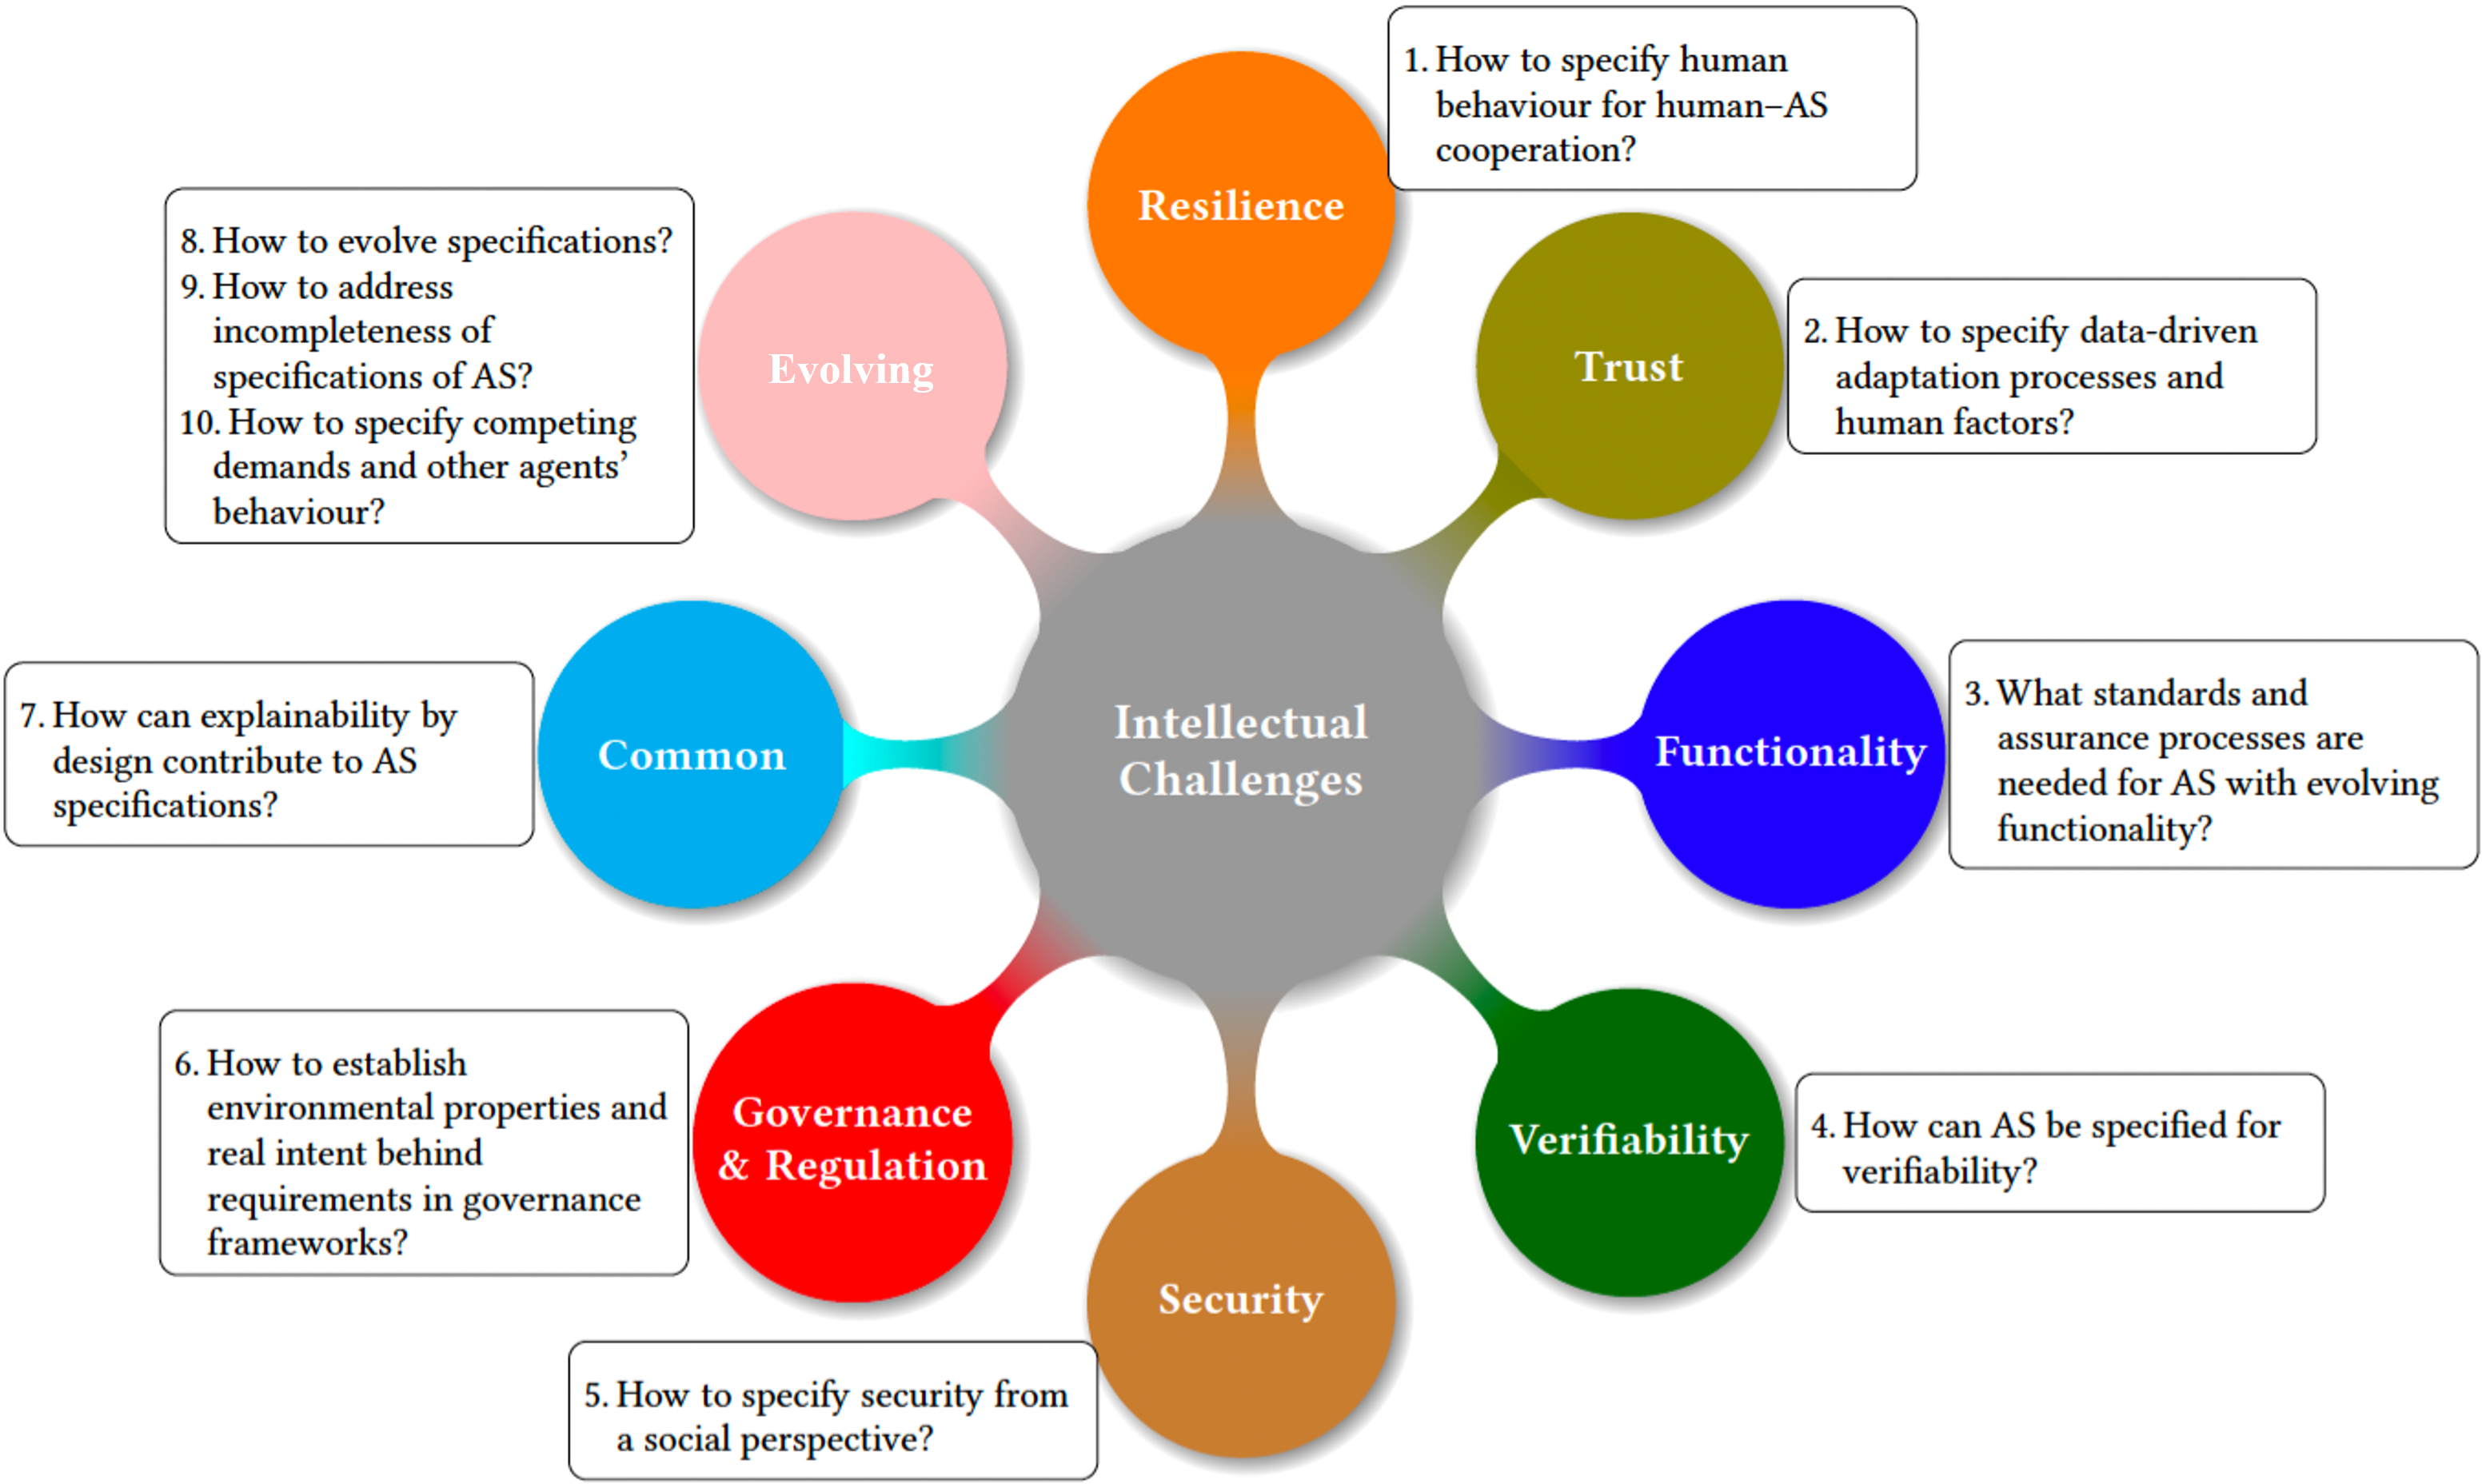 Intellectual
Challenges
Resilience
1. How to specify human
behaviour for human–AS
cooperation?
Trust
2. How to specify data-driven
adaptation processes and
human factors?
Functionality
3. What standards and
assurance processes are
needed for AS with evolving
functionality?
Verifiability
4. How can AS be specified for
verifiability?
Security
5. How to specify security from
a social perspective?
Governance
& Regulation
6. How to establish
environmental properties and
real intent behind
requirements in governance
frameworks?
Common
7. How can explainability by
design contribute to AS
specifications?
Evolving
8. How to evolve specifications?
9. How to address
incompleteness of
specifications of AS?
10. How to specify competing
demands and other agents’
behaviour?